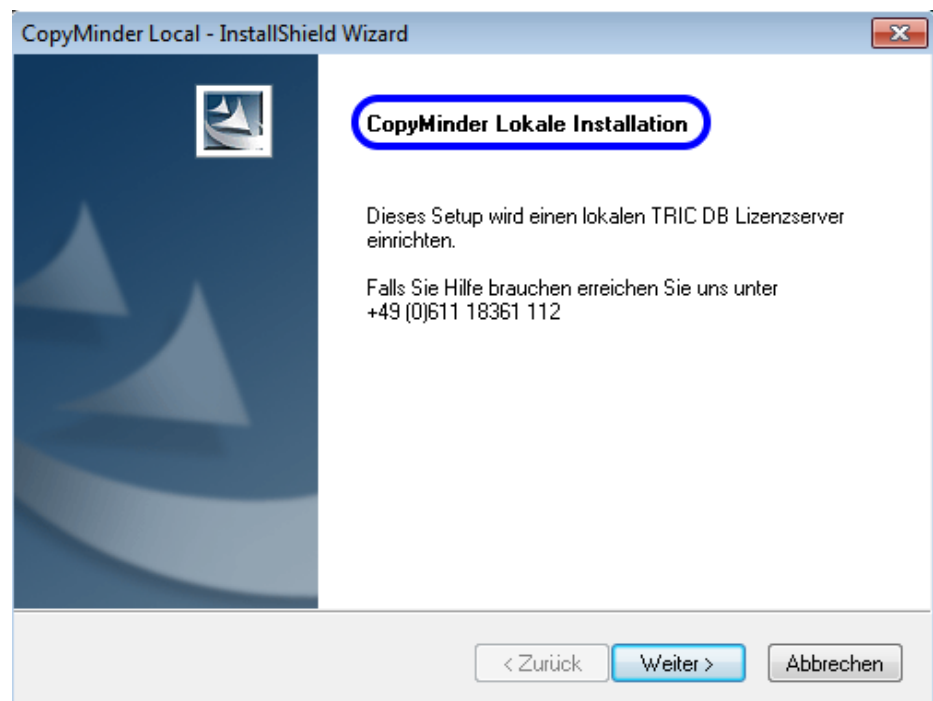 CopyMinder Local - InstallShield Wizard
CopyMinder Lokale Installation
Dieses Setup wird einen lokalen TRIC DB Lizenzserver
einrichten.
Falls Sie Hilfe brauchen erreichen Sie uns unter
+49 (0)611 18361 112
< Zurück
Weiter >
Abbrechen